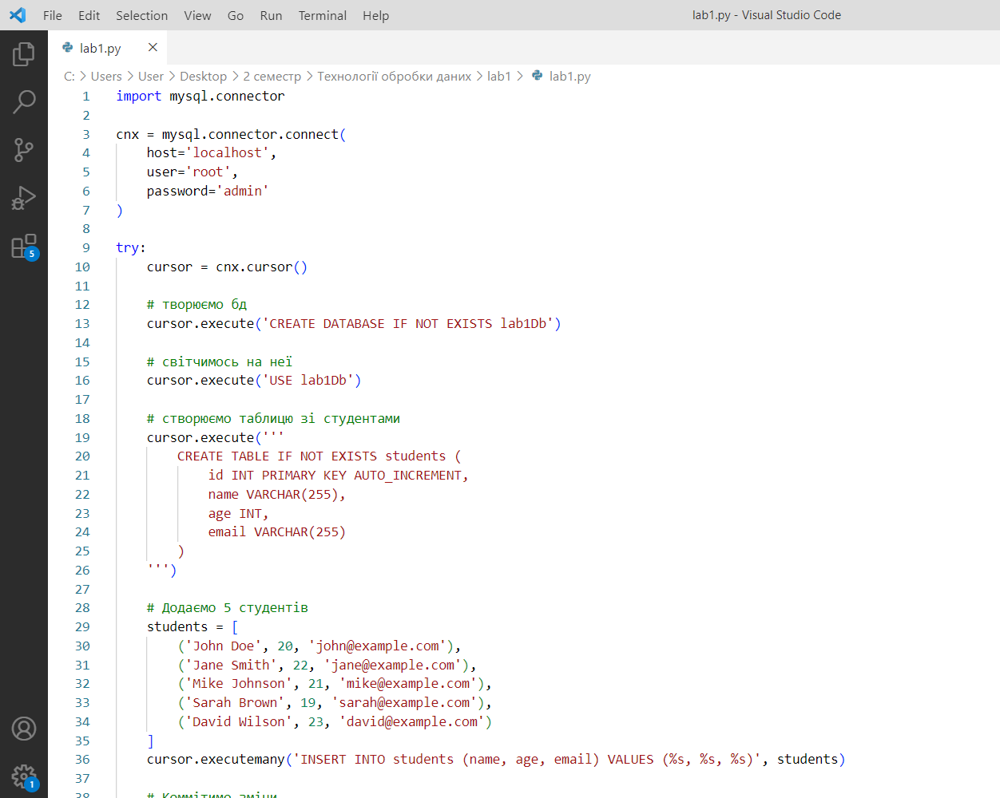 File Edit Selection View Go Run Terminal Help lab1.py - Visual Studio Code
lab1.py
C: > Users > User > Desktop > 2 семестр > Технології обробки даних > lab1 > lab1.py
1 import mysql.connector
2
3 cnx = mysql.connector.connect(
4 host='localhost',
5 user='root',
6 password='admin'
7 )
8
9 try:
10 cursor = cnx.cursor()
11
12 # творюємо бд
13 cursor.execute('CREATE DATABASE IF NOT EXISTS lab1Db')
14
15 # світчимось на неї
16 cursor.execute('USE lab1Db')
17
18 # створюємо таблицю зі студентами
19 cursor.execute('''
20 CREATE TABLE IF NOT EXISTS students (
21 id INT PRIMARY KEY AUTO_INCREMENT,
22 name VARCHAR(255),
23 age INT,
24 email VARCHAR(255)
25 )
26 ''')
27
28 # Додаємо 5 студентів
29 students = [
30 ('John Doe', 20, 'john@example.com'),
31 ('Jane Smith', 22, 'jane@example.com'),
32 ('Mike Johnson', 21, 'mike@example.com'),
33 ('Sarah Brown', 19, 'sarah@example.com'),
34 ('David Wilson', 23, 'david@example.com')
35 ]
36 cursor.executemany('INSERT INTO students (name, age, email) VALUES (%s, %s, %s)', students)
37
38 # Коммітимо зміни
5
1